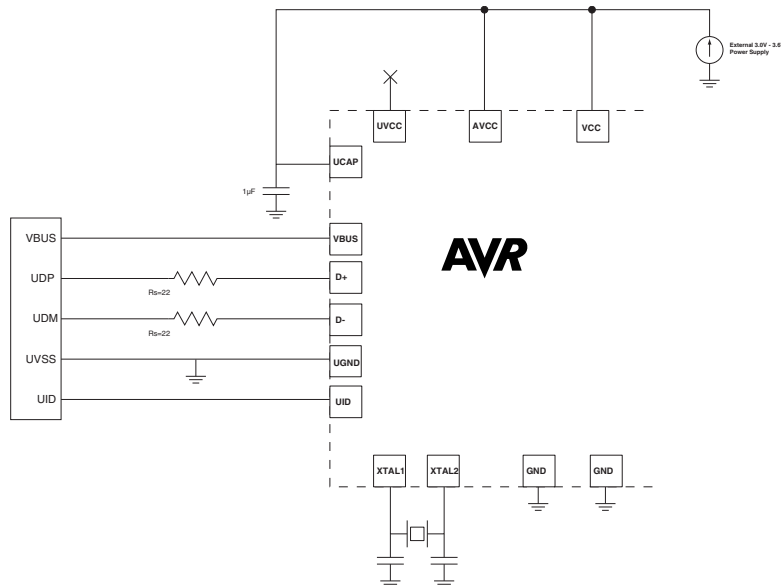 External 3.0V - 3.6
Power Supply
UVCC
AVCC
VCC
UCAP
1µF
VBUS
VBUS
UDP
Rs=22
D+
UDM
Rs=22
D-
UVSS
UGND
UID
UID
AVR
XTAL1
XTAL2
GND
GND